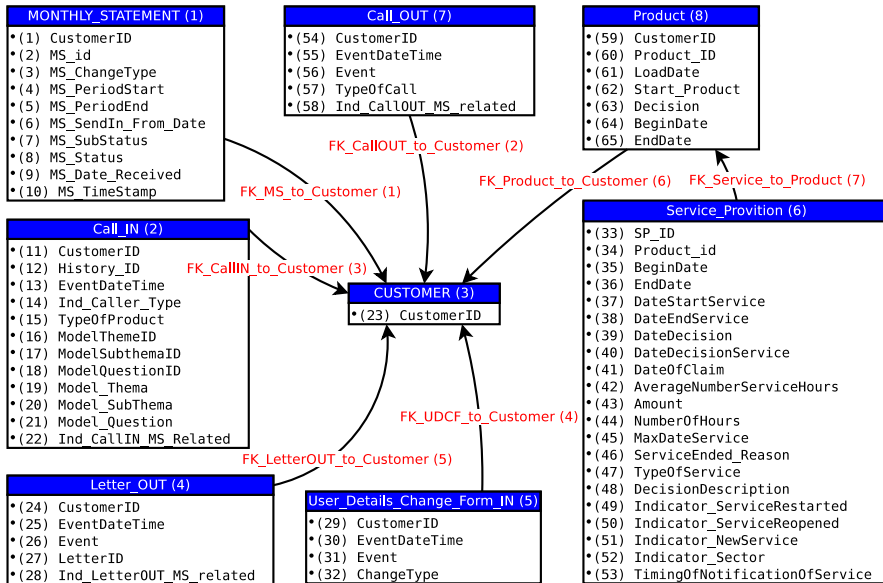 MONTHLY_STATEMENT (1)
•(1) CustomerID
•(2) MS_id
•(3) MS_ChangeType
•(4) MS_PeriodStart
•(5) MS_PeriodEnd
•(6) MS_SendIn_From_Date
•(7) MS_SubStatus
•(8) MS_Status
•(9) MS_Date_Received
•(10) MS_TimeStamp
Call_OUT (7)
•(54) CustomerID
•(55) EventDateTime
•(56) Event
•(57) TypeOfCall
•(58) Ind_CallOUT_MS_related
Product (8)
•(59) CustomerID
•(60) Product_ID
•(61) LoadDate
•(62) Start_Product
•(63) Decision
•(64) BeginDate
•(65) EndDate
FK_CallOUT_to_Customer (2)
FK_MS_to_Customer (1)
FK_Product_to_Customer (6)
FK_Service_to_Product (7)
Call_IN (2)
•(11) CustomerID
•(12) History_ID
•(13) EventDateTime
•(14) Ind_Caller_Type
•(15) TypeOfProduct
•(16) ModelThemeID
•(17) ModelSubthemaID
•(18) ModelQuestionID
•(19) Model_Thema
•(20) Model_SubThema
•(21) Model_Question
•(22) Ind_CallIN_MS_Related
FK_CallIN_to_Customer (3)
CUSTOMER (3)
•(23) CustomerID
Service_Provition (6)
•(33) SP_ID
•(34) Product_id
•(35) BeginDate
•(36) EndDate
•(37) DateStartService
•(38) DateEndService
•(39) DateDecision
•(40) DateDecisionService
•(41) DateOfClaim
•(42) AverageNumberServiceHours
•(43) Amount
•(44) NumberOfHours
•(45) MaxDateService
•(46) ServiceEnded_Reason
•(47) TypeOfService
•(48) DecisionDescription
•(49) Indicator_ServiceRestarted
•(50) Indicator_ServiceReopened
•(51) Indicator_NewService
•(52) Indicator_Sector
•(53) TimingOfNotificationOfService
FK_UDCF_to_Customer (4)
FK_LetterOUT_to_Customer (5)
Letter_OUT (4)
•(24) CustomerID
•(25) EventDateTime
•(26) Event
•(27) LetterID
•(28) Ind_LetterOUT_MS_related
User_Details_Change_Form_IN (5)
•(29) CustomerID
•(30) EventDateTime
•(31) Event
•(32) ChangeType